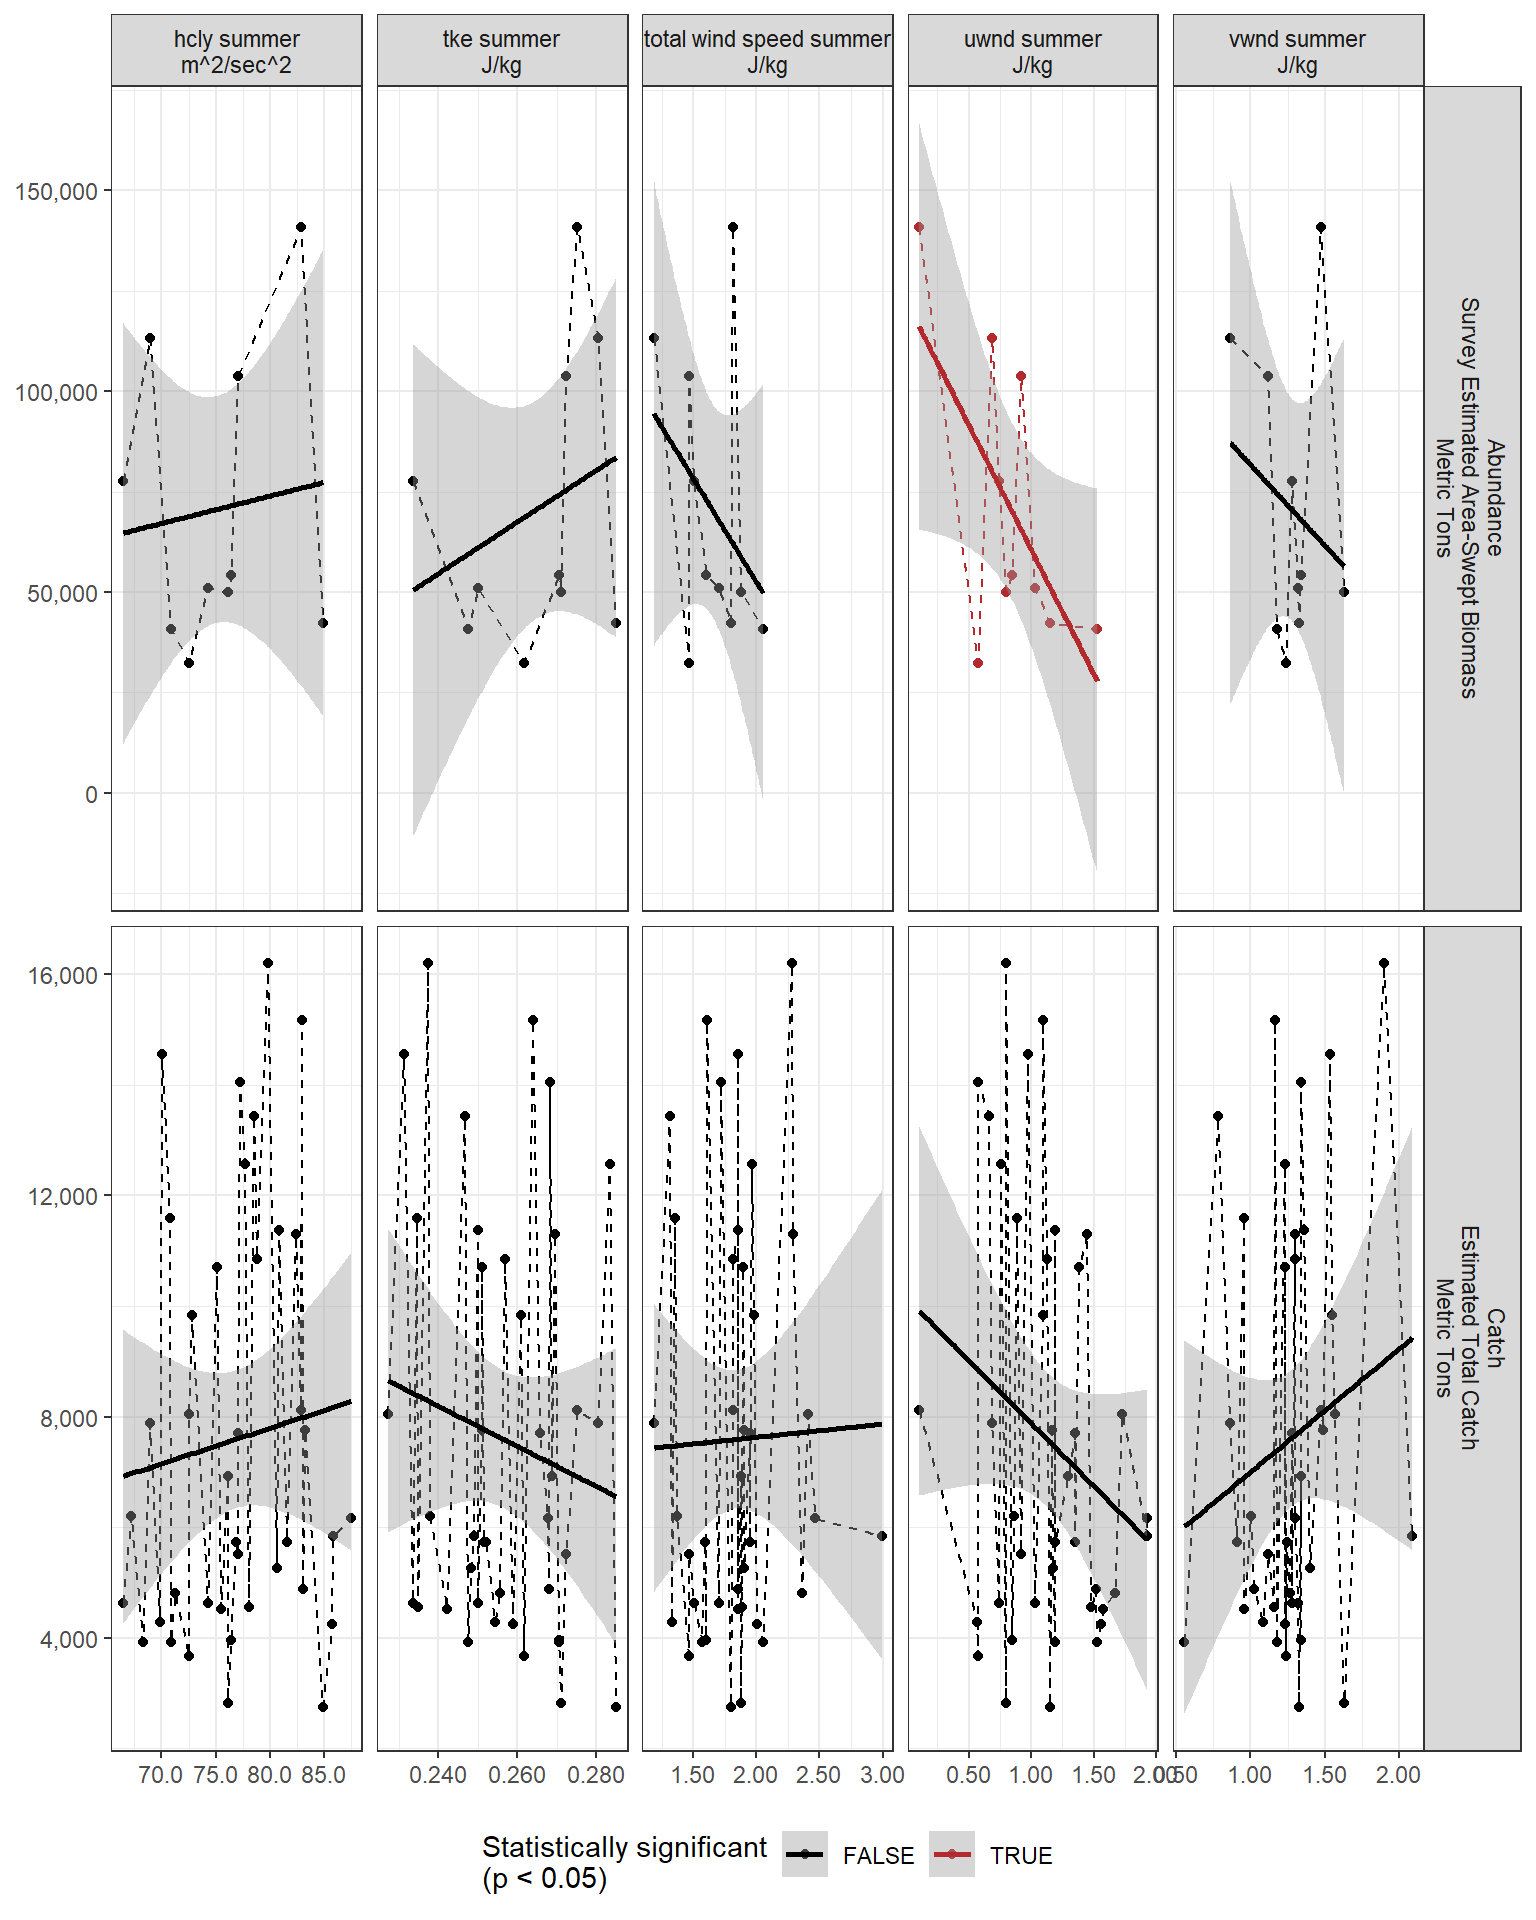 hcly summer
m^2/sec^2
tke summer
J/kg
total wind speed summer
J/kg
uwnd summer
J/kg
vwnd summer
J/kg
150,000
100,000
50,000
0
Abundance
Survey Estimated Area-Swept Biomass
Metric Tons
16,000
12,000
8,000
4,000
Catch
Estimated Total Catch
Metric Tons
70.0 75.0 80.0 85.0
0.240 0.260 0.280
1.50 2.00 2.50 3.00
0.50 1.00 1.50 2.00
0.50 1.00 1.50 2.00
Statistically significant
(p < 0.05)
FALSE
TRUE